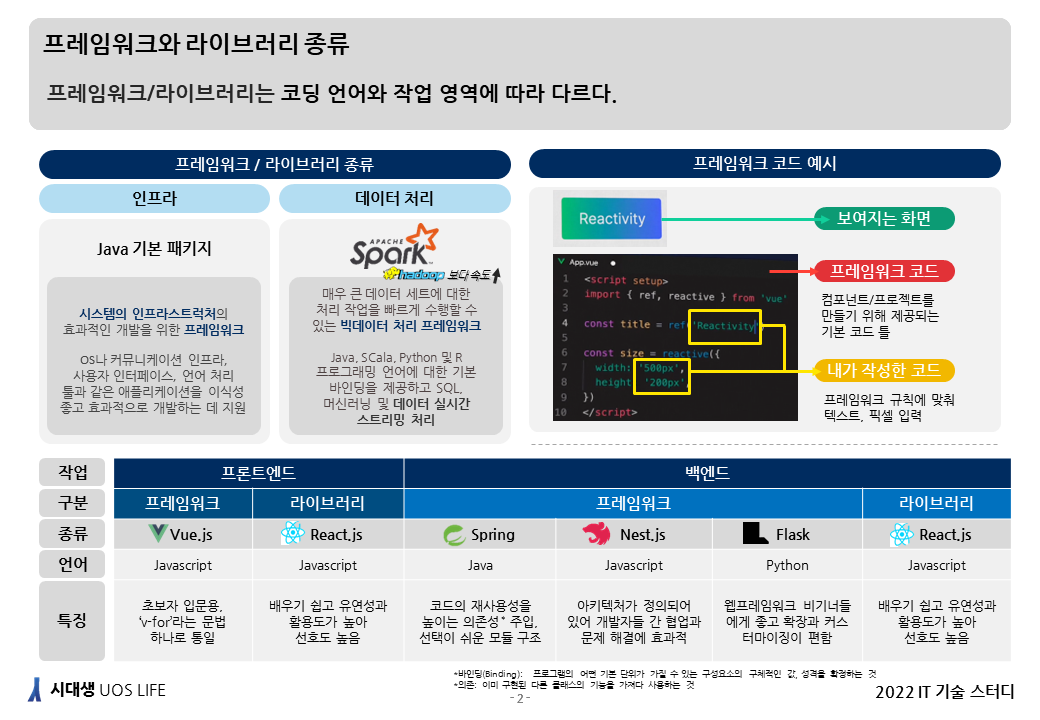 프레임워크와 라이브러리 종류
프레임워크/라이브러리는 코딩 언어와 작업 영역에 따라 다르다.
프레임워크 / 라이브러리 종류
인프라
데이터 처리
Java 기본 패키지
시스템의 인프라스트럭처의
효과적인 개발을 위한 프레임워크
OS나 커뮤니케이션 인프라,
사용자 인터페이스, 언어 처리
툴과 같은 애플리케이션을 이식성
좋고 효과적으로 개발하는 데 지원
APACHE
Spark
hadoop 보다 속도
매우 큰 데이터 세트에 대한
처리 작업을 빠르게 수행할 수
있는 빅데이터 처리 프레임워크
Java, SCala, Python 및 R
프로그래밍 언어에 대한 기본
바인딩을 제공하고 SQL,
머신러닝 및 데이터 실시간
스트리밍 처리
프레임워크 코드 예시
Reactivity
보여지는 화면
App.vue
1 <script setup>
2 import { ref, reactive } from 'vue'
3
4 const title = ref('Reactivity')
5
6 const size = reactive({
7 width: '500px',
8 height: '200px',
9 })
10 </script>
프레임워크 코드
컴포넌트/프로젝트를
만들기 위해 제공되는
기본 코드 틀
내가 작성한 코드
프레임워크 규칙에 맞춰
텍스트, 픽셀 입력
작업 프론트엔드 백엔드
구분 프레임워크 라이브러리 프레임워크 라이브러리
종류 Vue.js React.js Spring Nest.js Flask React.js
언어 Javascript Javascript Java Javascript Python Javascript
특징
초보자 입문용,
'v-for'라는 문법
하나로 통일
배우기 쉽고 유연성과
활용도가 높아
선호도 높음
코드의 재사용성을
높이는 의존성* 주입,
선택이 쉬운 모듈 구조
아키텍처가 정의되어
있어 개발자들 간 협업과
문제 해결에 효과적
웹프레임워크 비기너들
에게 좋고 확장과 커스
터마이징이 편함
배우기 쉽고 유연성과
활용도가 높아
선호도 높음
*바인딩(Binding): 프로그램의 어떤 기본 단위가 가질 수 있는 구성요소의 구체적인 값, 성격을 확정하는 것
*의존: 이미 구현된 다른 클래스의 기능을 가져다 사용하는 것
시대생 UOS LIFE
- 2 -
2022 IT 기술 스터디